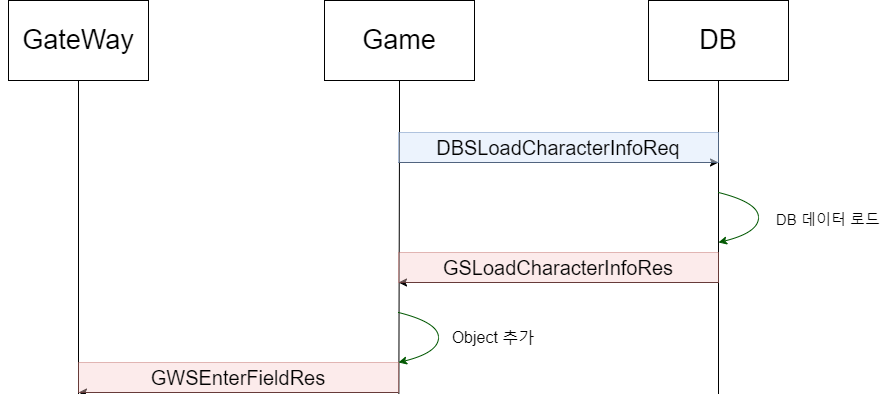 GateWay
Game
DB
DBSLoadCharacterInfoReq
DB 데이터 로드
GSLoadCharacterInfoRes
Object 추가
GWSEnterFieldRes